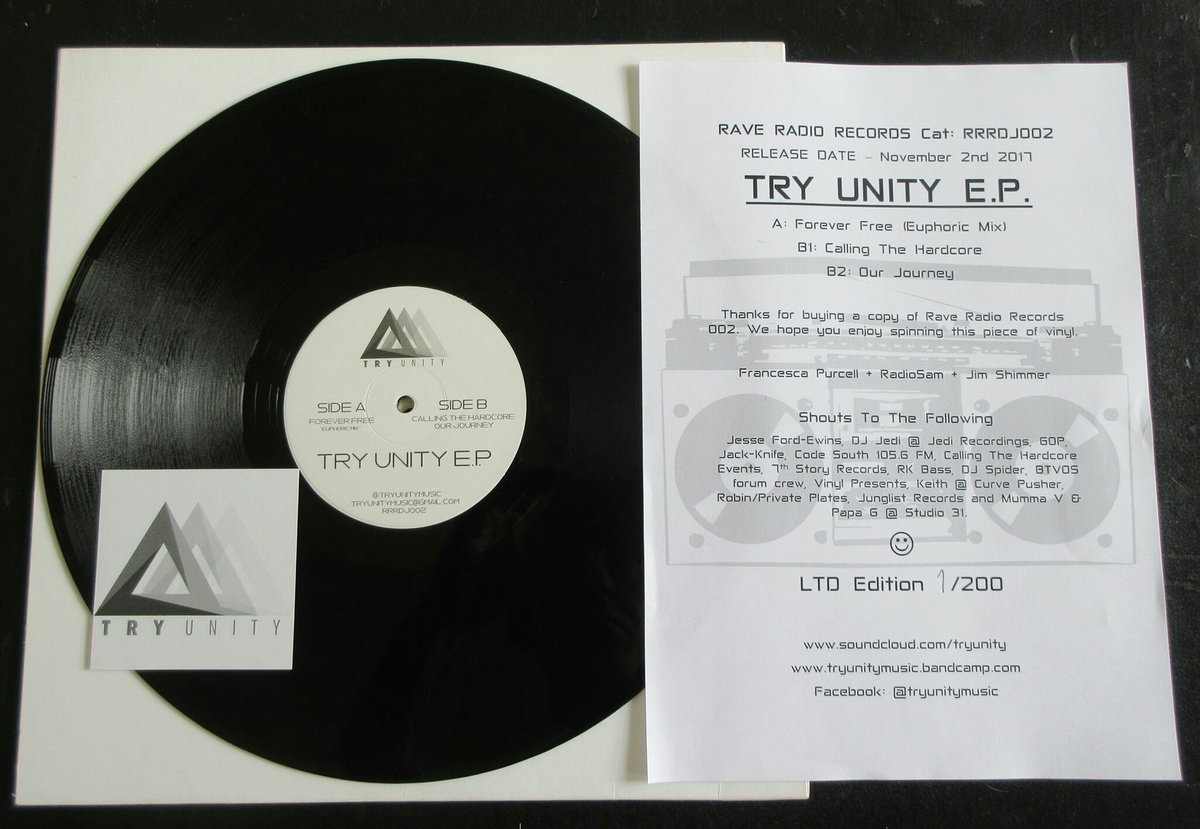 TRY UNITY
SIDE A
FOREVER FREE
"EUPHORIC MIX"
SIDE B
CALLING THE HARDCORE
OUR JOURNEY
TRY UNITY E.P.
@TRYUNITYMUSIC
TRYUNITYMUSIC@GMAIL.COM
RRRDJ002
TRY UNITY
RAVE RADIO RECORDS Cat: RRRDJ002
RELEASE DATE - November 2nd 2017
TRY UNITY E.P.
A: Forever Free (Euphoric Mix)
B1: Calling The Hardcore
B2: Our Journey
Thanks for buying a copy of Rave Radio Records
002. We hope you enjoy spinning this piece of vinyl.
Francesca Purcell + RadioSam + Jim Shimmer
Shouts To The Following
Jesse Ford-Ewins, DJ Jedi @ Jedi Recordings, GOP,
Jack-Knife, Code South 105.6 FM, Calling The Hardcore
Events, 7th Story Records, RK Bass, DJ Spider, BTVOS
forum crew, Vinyl Presents, Keith @ Curve Pusher,
Robin/Private Plates, Junglist Records and Mumma V &
Papa G @ Studio 31.
LTD Edition 1/200
www.soundcloud.com/tryunity
www.tryunitymusic.bandcamp.com
Facebook: @tryunitymusic